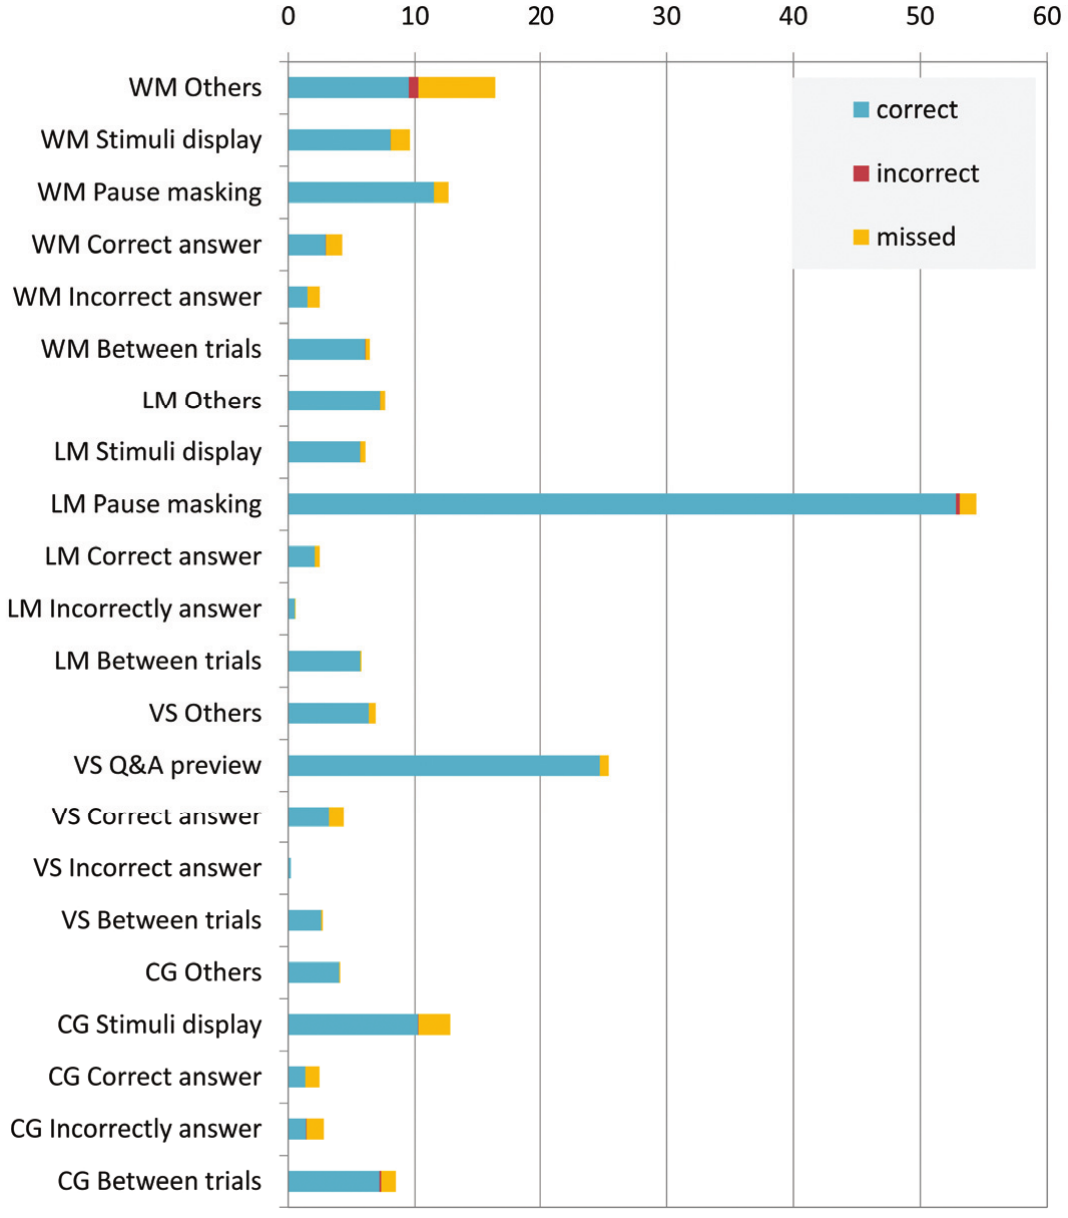 0 10 20 30 40 50 60
WM Others
correct
WM Stimuli display
incorrect
WM Pause masking
missed
WM Correct answer
WM Incorrect answer
WM Between trials
LM Others
LM Stimuli display
LM Pause masking
LM Correct answer
LM Incorrectly answer
LM Between trials
VS Others
VS Q&A preview
VS Correct answer
VS Incorrect answer
VS Between trials
CG Others
CG Stimuli display
CG Correct answer
CG Incorrectly answer
CG Between trials